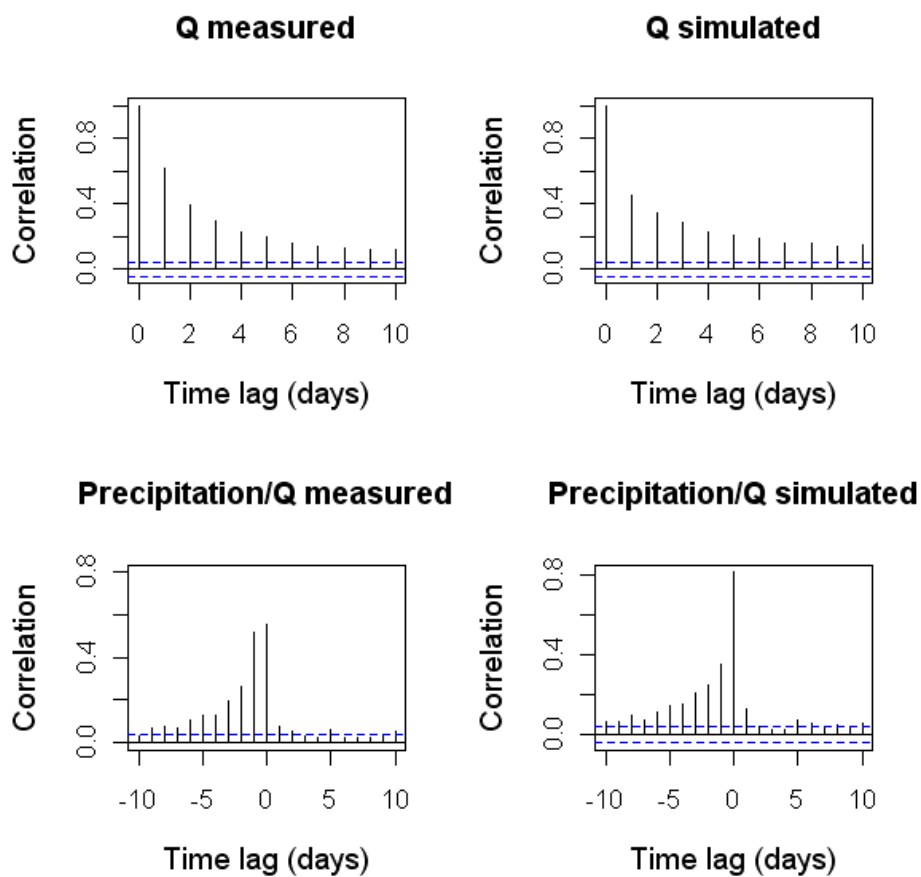 Q measured
Q simulated
Correlation
0.0 0.4 0.8
0 2 4 6 8 10
Time lag (days)
Correlation
0.0 0.4 0.8
0 2 4 6 8 10
Time lag (days)
Precipitation/Q measured
Precipitation/Q simulated
Correlation
0.0 0.4 0.8
-10 -5 0 5 10
Time lag (days)
Correlation
0.0 0.4 0.8
-10 -5 0 5 10
Time lag (days)